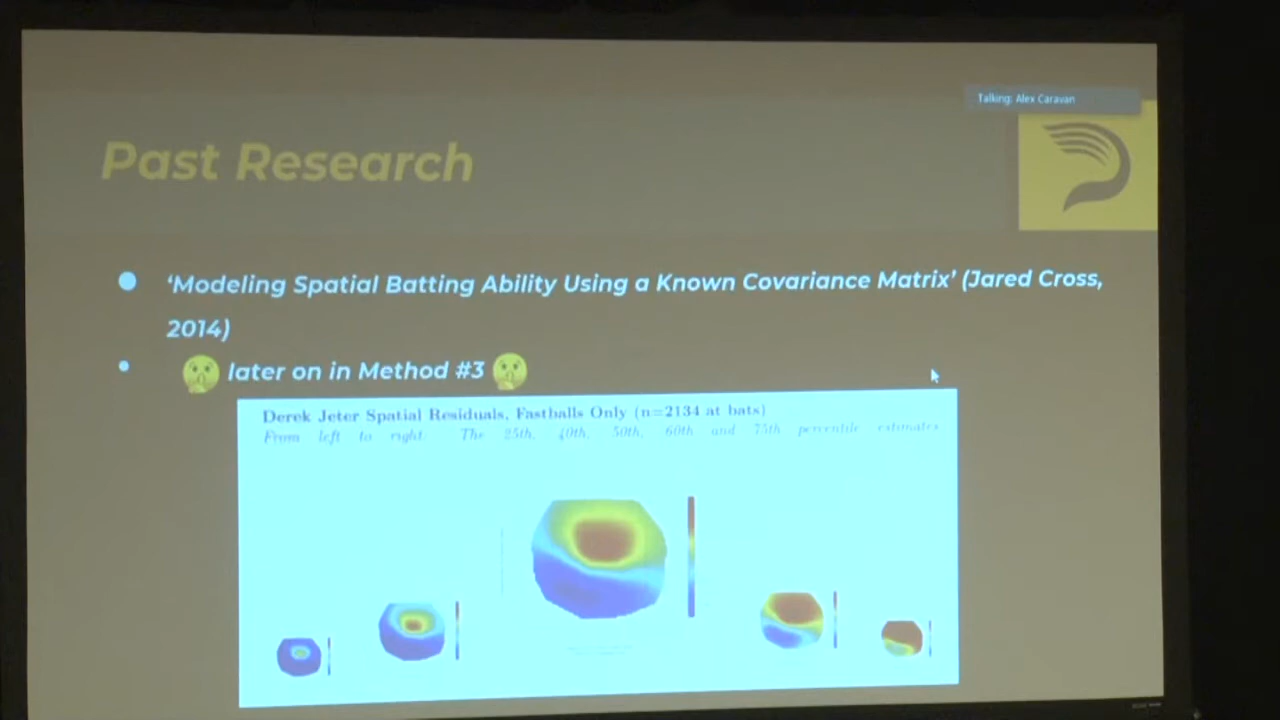 Talking: Alex Caravan
Past Research
‘Modeling Spatial Batting Ability Using a Known Covariance Matrix’ (Jared Cross,
2014)
later on in Method #3
Derek Jeter Spatial Residuals, Fastballs Only (n=2134 at bats)
From left to right: The 25th, 40th, 50th, 60th and 75th percentile estimates